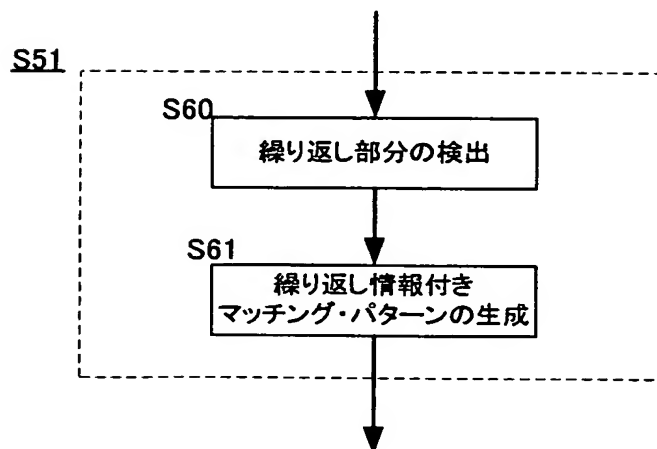 S51
S60
繰り返し部分の検出
S61
繰り返し情報付き
マッチング・パターンの生成